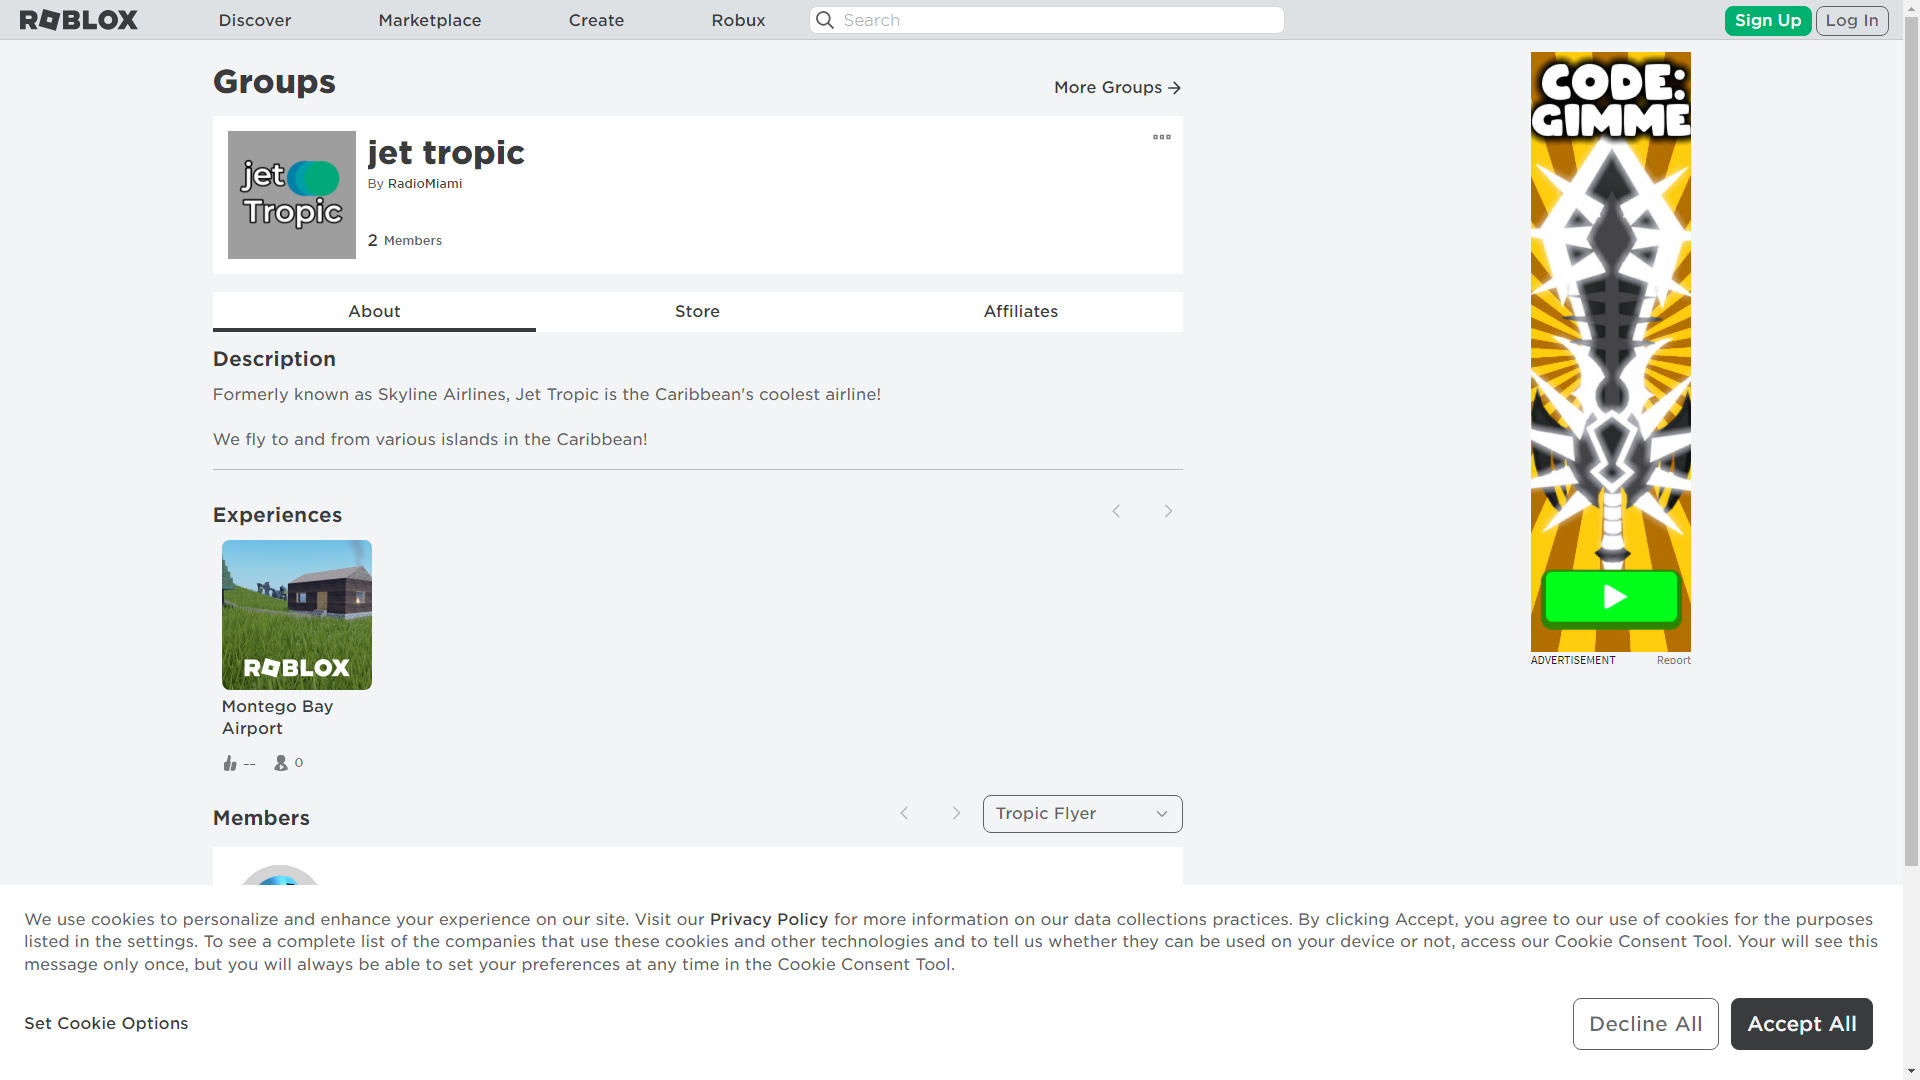 ROBLOX
Discover
Marketplace
Create
Robux
Search
Sign Up
Log In
Groups
More Groups
jet
Tropic
jet tropic
By RadioMiami
2 Members
About
Store
Affiliates
Description
Formerly known as Skyline Airlines, Jet Tropic is the Caribbean's coolest airline!
We fly to and from various islands in the Caribbean!
Experiences
ROBLOX
Montego Bay
Airport
--
0
Members
Tropic Flyer
CODE:
GIMME
ADVERTISEMENT
Report
We use cookies to personalize and enhance your experience on our site. Visit our Privacy Policy for more information on our data collections practices. By clicking Accept, you agree to our use of cookies for the purposes
listed in the settings. To see a complete list of the companies that use these cookies and other technologies and to tell us whether they can be used on your device or not, access our Cookie Consent Tool. Your will see this
message only once, but you will always be able to set your preferences at any time in the Cookie Consent Tool.
Set Cookie Options
Decline All
Accept All